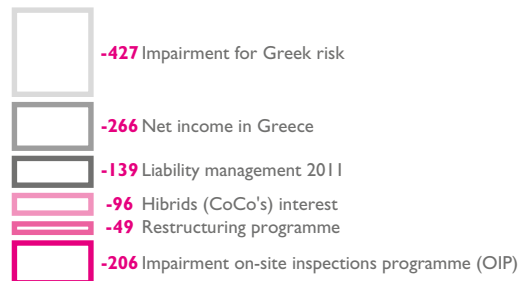 -427 Impairment for Greek risk
-266 Net income in Greece
-139 Liability management 2011
-96 Hibrids (CoCo's) interest
-49 Restructuring programme
-206 Impairment on-site inspections programme (OIP)